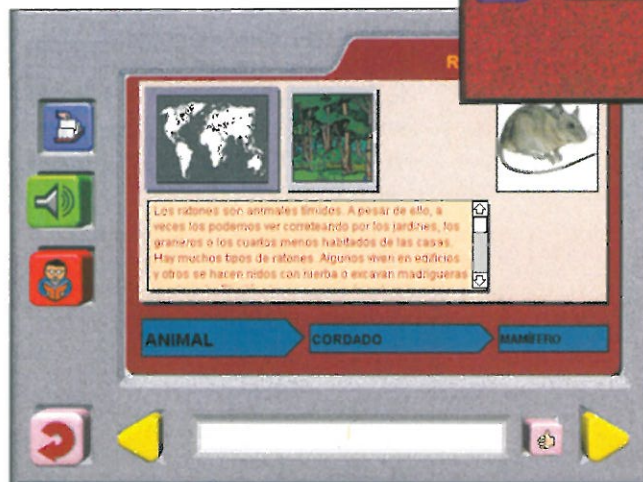 R
Los ratones son animales tímidos. A pesar de ello, a
veces los podemos ver correteando por los jardines, los
graneros o los cuartos menos habitados de las casas.
Hay muchos tipos de ratones. Algunos viven en edificios
y otros se hacen nidos con hierba o excavan madrigueras
ANIMAL
CORDADO
MAMÍFERO